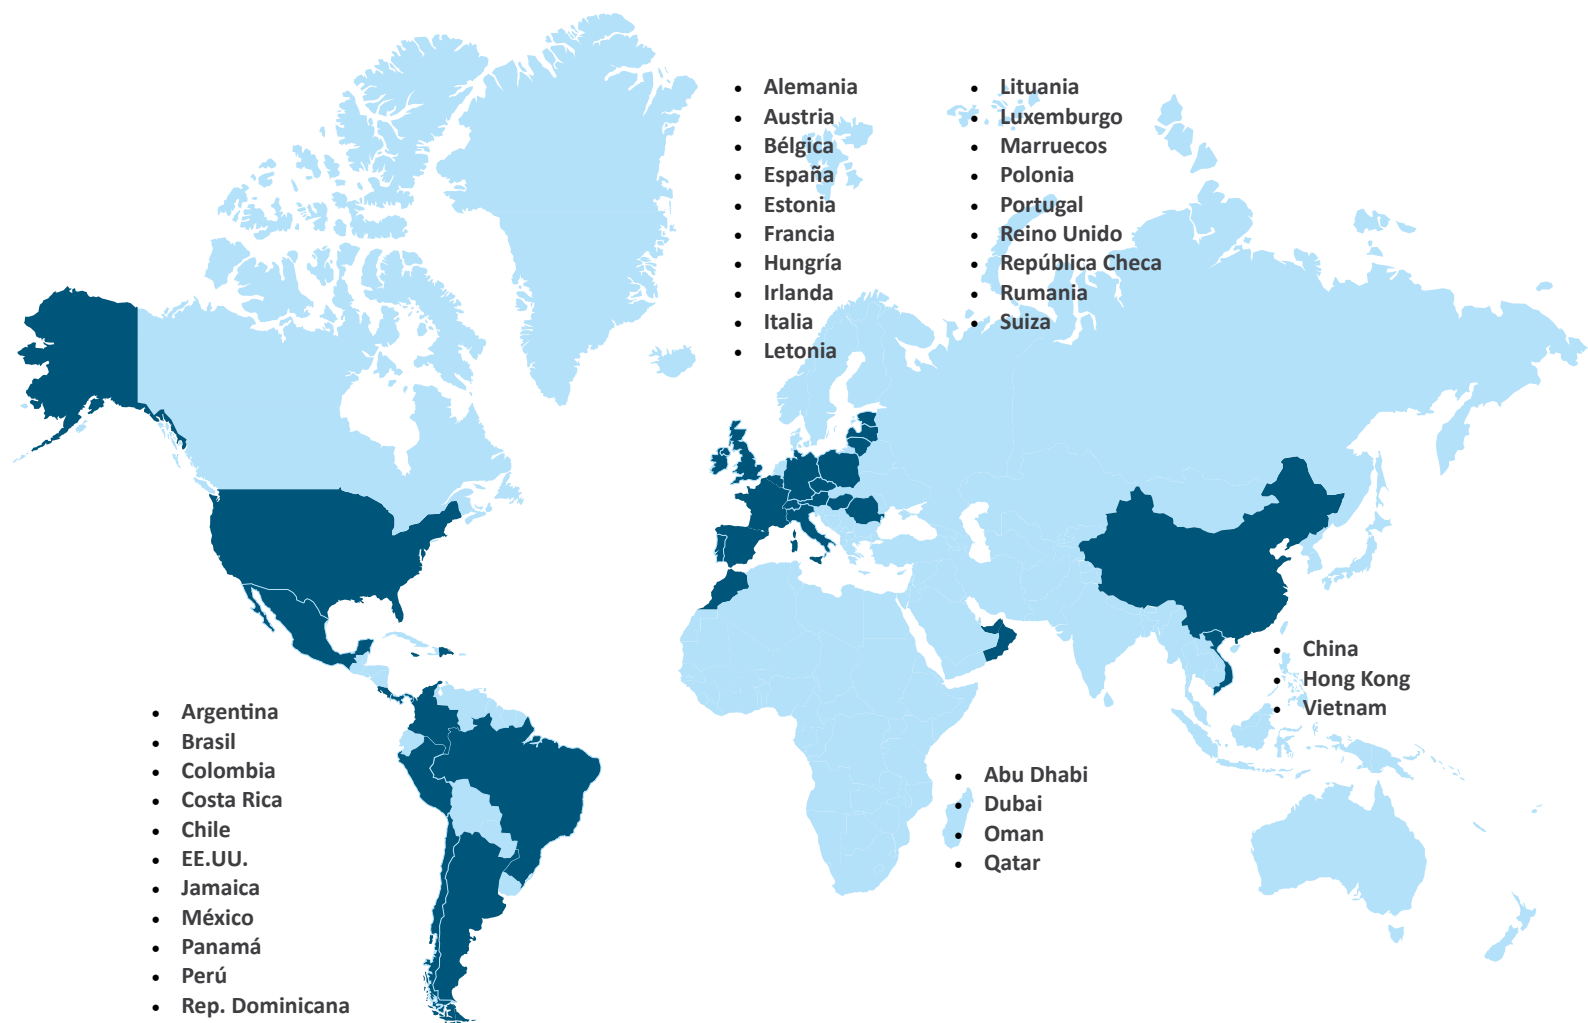 Alemania
Austria
Bélgica
España
Estonia
Francia
Hungría
Irlanda
Italia
Letonia
Lituania
Luxemburgo
Marruecos
Polonia
Portugal
Reino Unido
República Checa
Rumania
Suiza
China
Hong Kong
Vietnam
Argentina
Brasil
Colombia
Costa Rica
Chile
EE.UU.
Jamaica
México
Panamá
Perú
Rep. Dominicana
Abu Dhabi
Dubai
Oman
Qatar